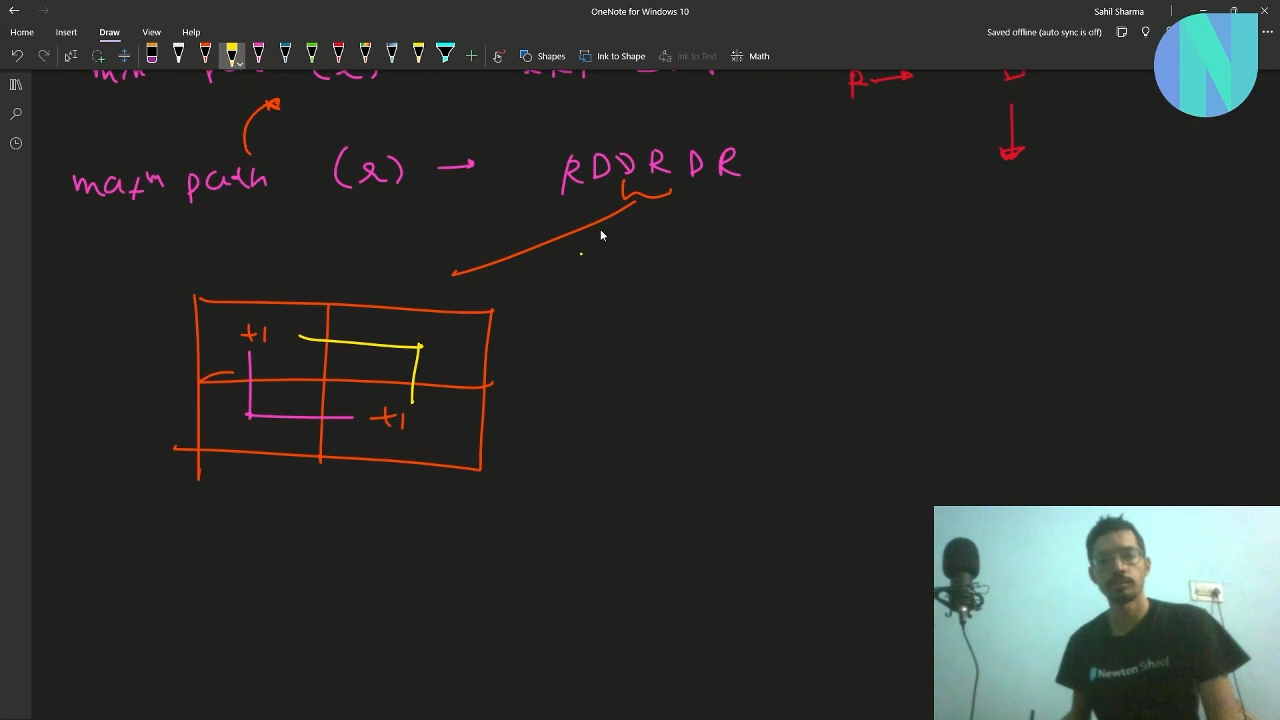 OneNote for Windows 10
Sahil Sharma
Home Insert Draw View Help
Saved offline (auto sync is off)
Shapes Ink to Shape Ink to Text Math
R
maxm path (x) → RDDRDR
+1
+1
Newton School